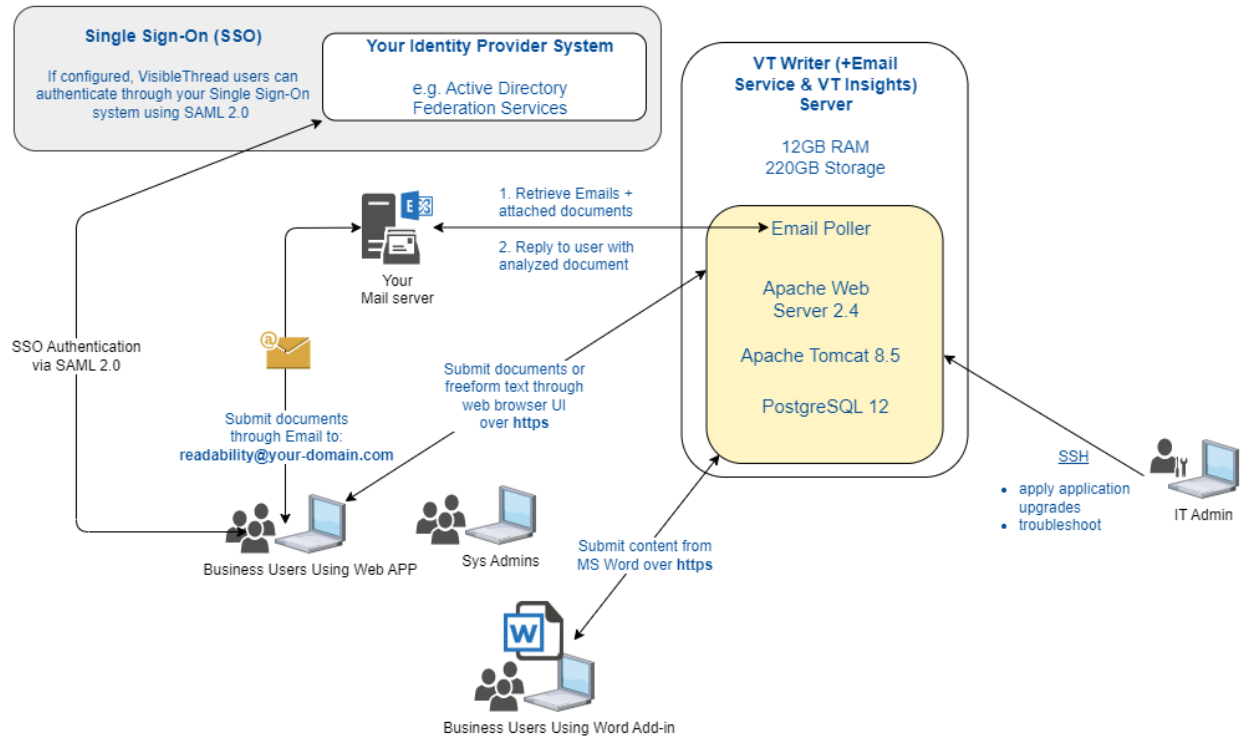 Single Sign-On (SSO)
If configured, VisibleThread users can
authenticate through your Single Sign-On
system using SAML 2.0
Your Identity Provider System
e.g. Active Directory
Federation Services
VT Writer (+Email
Service & VT Insights)
Server
12GB RAM
220GB Storage
1. Retrieve Emails +
attached documents
2. Reply to user with
analyzed document
E
Your
Mail server
Email Poller
Apache Web
Server 2.4
Apache Tomcat 8.5
PostgreSQL 12
SSO Authentication
via SAML 2.0
@
Submit documents
through Email to:
readability@your-domain.com
Submit documents or
freeform text through
web browser UI
over https
SSH
• apply application
upgrades
• troubleshoot
IT Admin
Business Users Using Web APP
Sys Admins
Submit content from
MS Word over https
W
Business Users Using Word Add-in